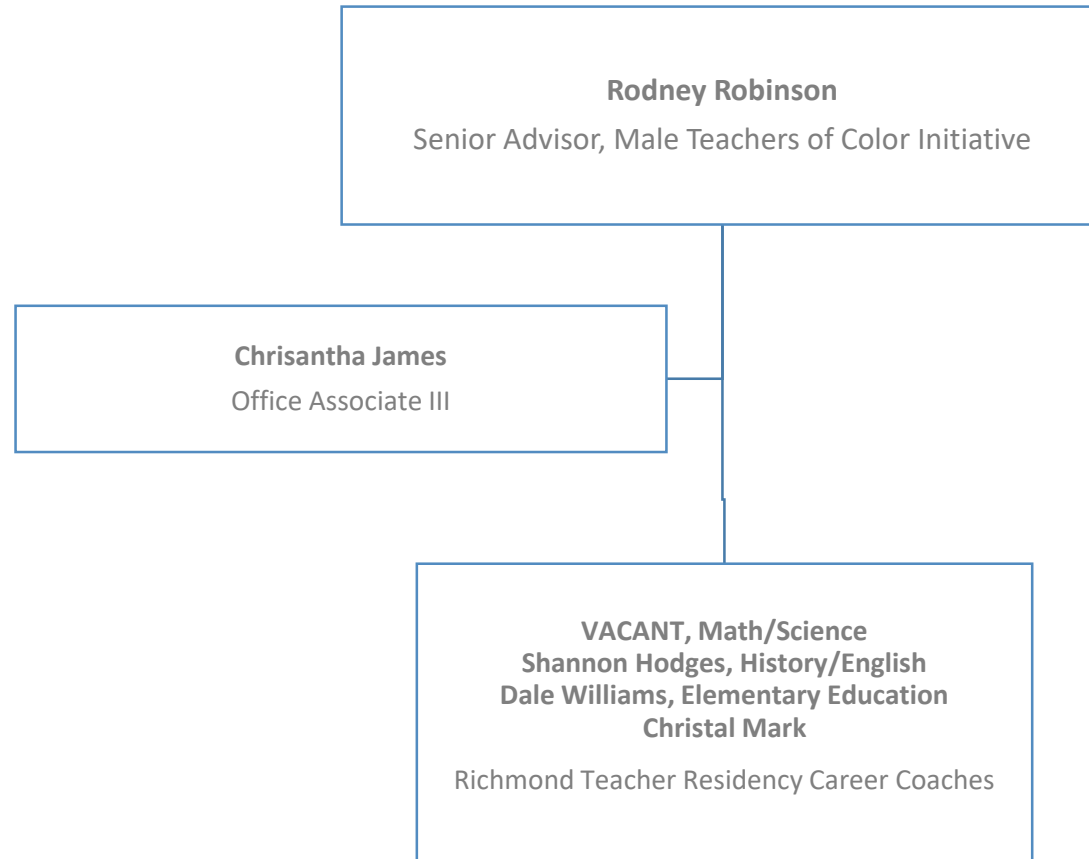 Rodney Robinson
Senior Advisor, Male Teachers of Color Initiative
Chrisantha James
Office Associate III
VACANT, Math/Science
Shannon Hodges, History/English
Dale Williams, Elementary Education
Christal Mark
Richmond Teacher Residency Career Coaches